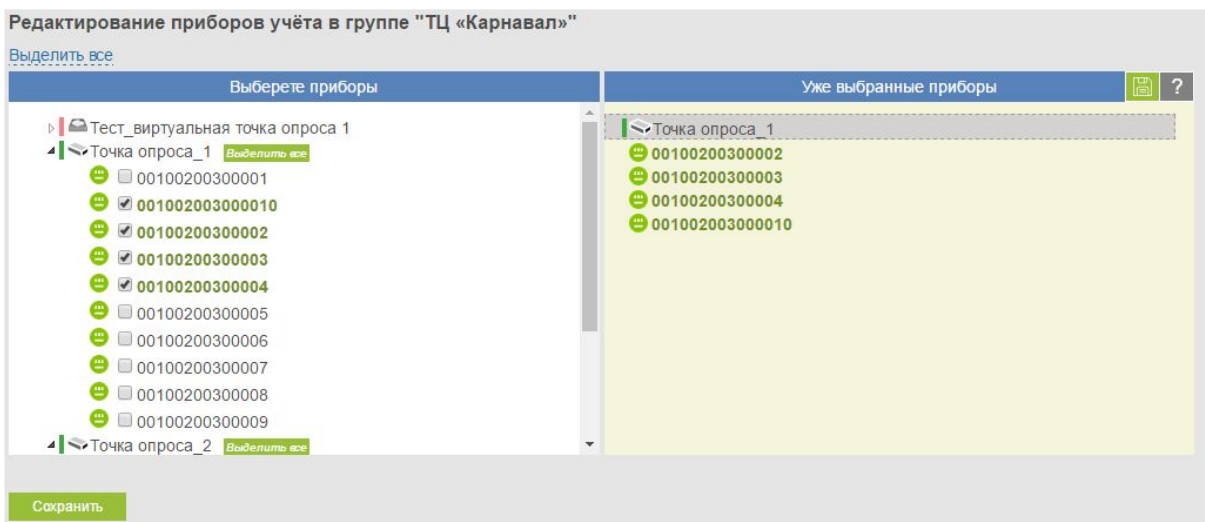 Редактирование приборов учёта в группе "ТЦ «Карнавал»"
Выделить все
Выберете приборы
Тест_виртуальная точка опроса 1
Точка опроса_1 Выделить все
00100200300001
001002003000010
00100200300002
00100200300003
00100200300004
00100200300005
00100200300006
00100200300007
00100200300008
00100200300009
Точка опроса_2 Выделить все
Уже выбранные приборы ?
Точка опроса_1
00100200300002
00100200300003
00100200300004
001002003000010
Сохранить